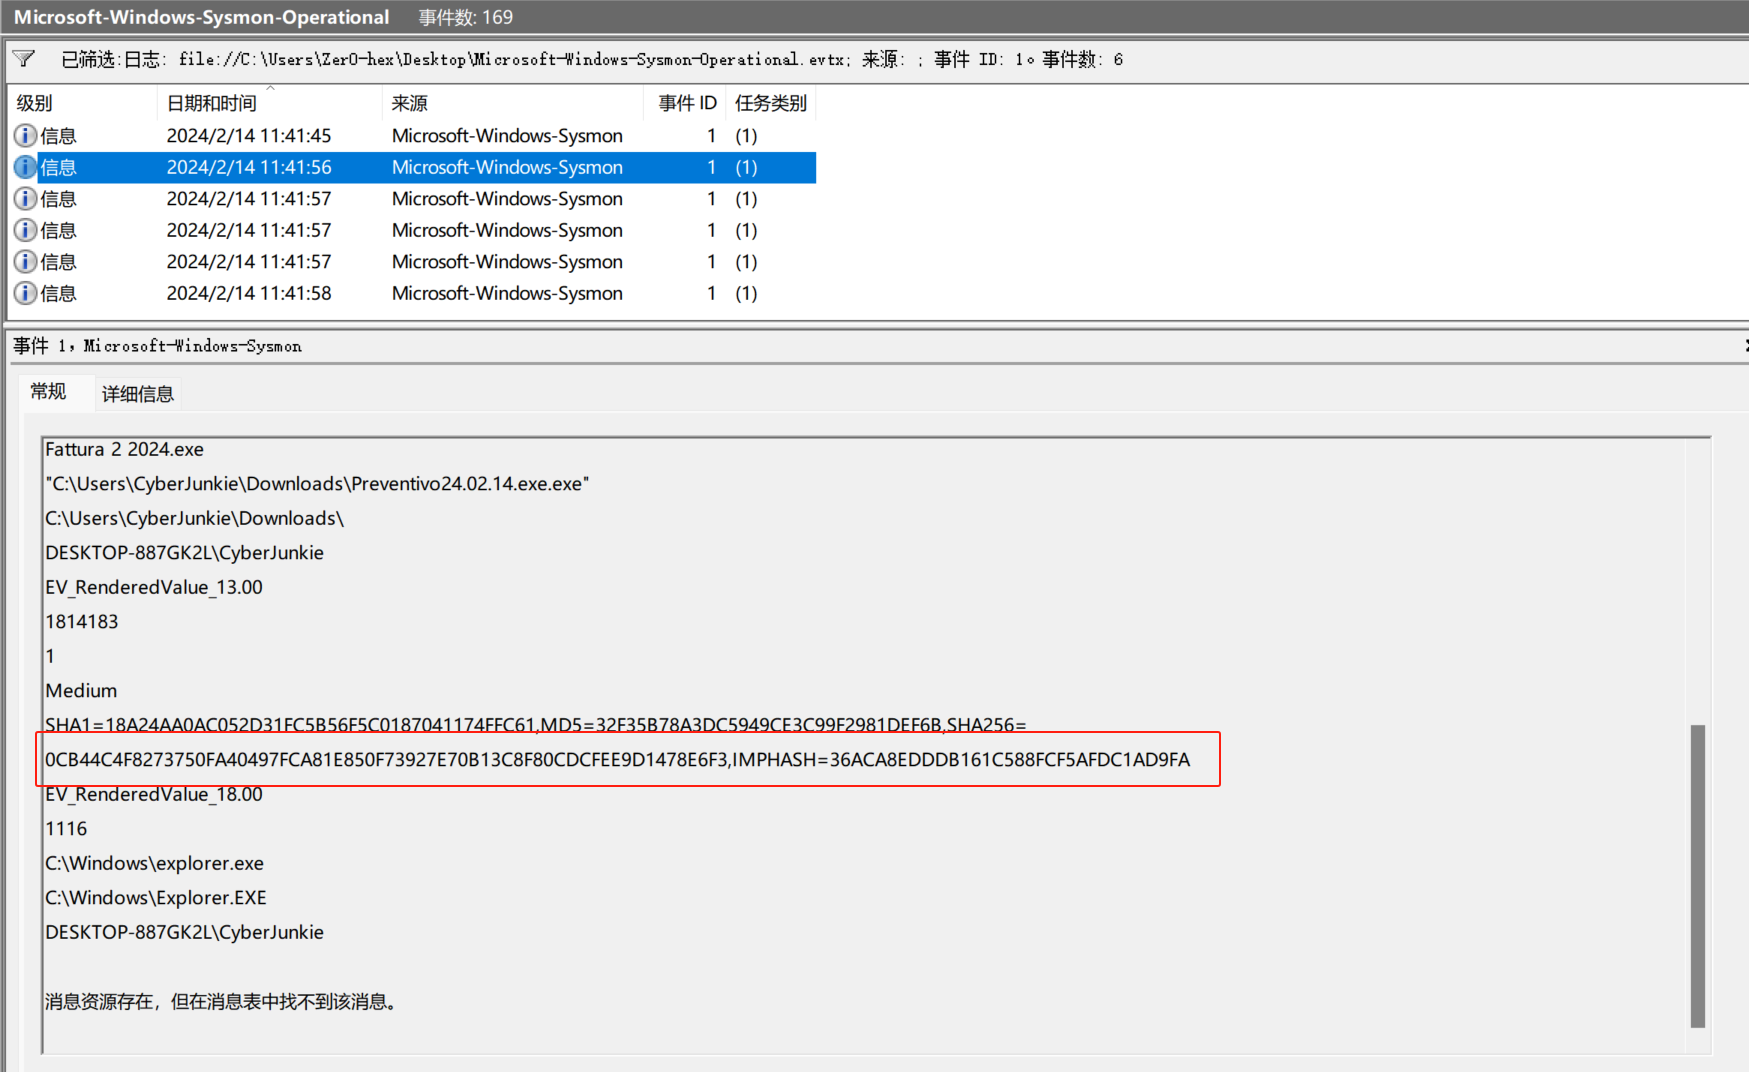 Microsoft-Windows-Sysmon-Operational 事件数: 169
已筛选:日志: file://C:\Users\Zer0-hex\Desktop\Microsoft-Windows-Sysmon-Operational.evtx; 来源: ; 事件 ID: 1。事件数: 6
级别 日期和时间 来源 事件 ID 任务类别
信息 2024/2/14 11:41:45 Microsoft-Windows-Sysmon 1 (1)
信息 2024/2/14 11:41:56 Microsoft-Windows-Sysmon 1 (1)
信息 2024/2/14 11:41:57 Microsoft-Windows-Sysmon 1 (1)
信息 2024/2/14 11:41:57 Microsoft-Windows-Sysmon 1 (1)
信息 2024/2/14 11:41:57 Microsoft-Windows-Sysmon 1 (1)
信息 2024/2/14 11:41:58 Microsoft-Windows-Sysmon 1 (1)
事件 1，Microsoft-Windows-Sysmon
常规 详细信息
Fattura 2 2024.exe
"C:\Users\CyberJunkie\Downloads\Preventivo24.02.14.exe.exe"
C:\Users\CyberJunkie\Downloads\
DESKTOP-887GK2L\CyberJunkie
EV_RenderedValue_13.00
1814183
1
Medium
SHA1=18A24AA0AC052D31FC5B56F5C0187041174FFC61,MD5=32F35B78A3DC5949CE3C99F2981DEF6B,SHA256=
0CB44C4F8273750FA40497FCA81E850F73927E70B13C8F80CDCFEE9D1478E6F3,IMPHASH=36ACA8EDDDB161C588FCF5AFDC1AD9FA
EV_RenderedValue_18.00
1116
C:\Windows\explorer.exe
C:\Windows\Explorer.EXE
DESKTOP-887GK2L\CyberJunkie
消息资源存在，但在消息表中找不到该消息。